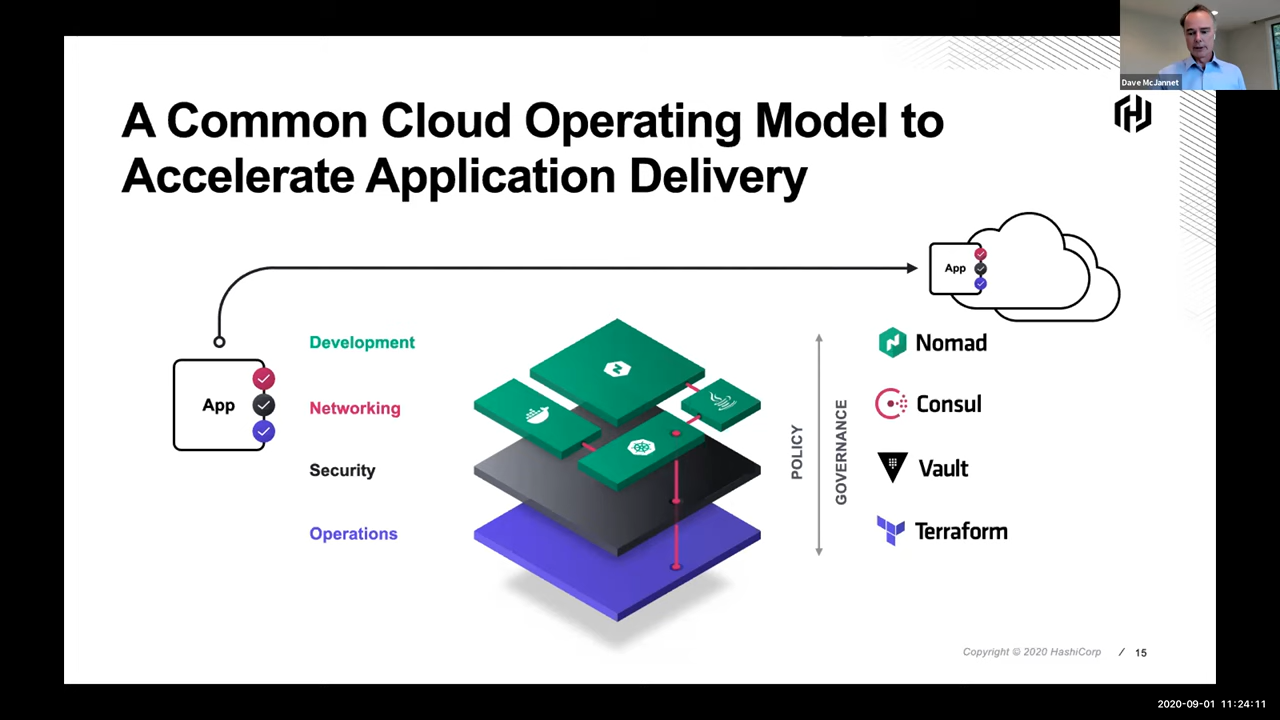 Dave McJannet
A Common Cloud Operating Model to
Accelerate Application Delivery
App
Development
Nomad
App
Networking
Consul
POLICY
GOVERNANCE
Security
Vault
Operations
Terraform
Copyright © 2020 HashiCorp / 15
2020-09-01 11:24:11